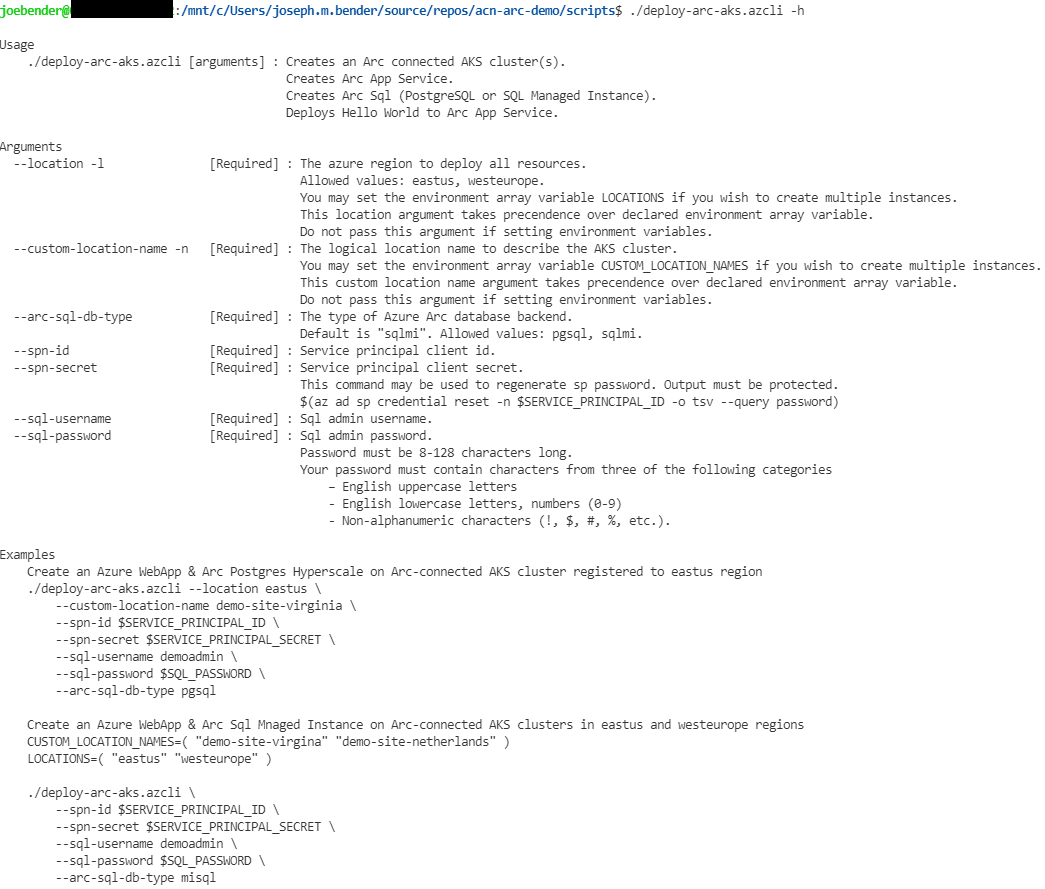 joebender@:/mnt/c/Users/joseph.m.bender/source/repos/acn-arc-demo/scripts$ ./deploy-arc-aks.azcli -h
Usage
./deploy-arc-aks.azcli [arguments] : Creates an Arc connected AKS cluster(s).
Creates Arc App Service.
Creates Arc Sql (PostgreSQL or SQL Managed Instance).
Deploys Hello World to Arc App Service.
Arguments
--location -l [Required] : The azure region to deploy all resources.
Allowed values: eastus, westeurope.
You may set the environment array variable LOCATIONS if you wish to create multiple instances.
This location argument takes precendence over declared environment array variable.
Do not pass this argument if setting environment variables.
--custom-location-name -n [Required] : The logical location name to describe the AKS cluster.
You may set the environment array variable CUSTOM_LOCATION_NAMES if you wish to create multiple instances.
This custom location name argument takes precendence over declared environment array variable.
Do not pass this argument if setting environment variables.
--arc-sql-db-type [Required] : The type of Azure Arc database backend.
Default is "sqlmi". Allowed values: pgsql, sqlmi.
--spn-id [Required] : Service principal client id.
--spn-secret [Required] : Service principal client secret.
This command may be used to regenerate sp password. Output must be protected.
$(az ad sp credential reset -n $SERVICE_PRINCIPAL_ID -o tsv --query password)
--sql-username [Required] : Sql admin username.
--sql-password [Required] : Sql admin password.
Password must be 8-128 characters long.
Your password must contain characters from three of the following categories
– English uppercase letters
- English lowercase letters, numbers (0-9)
- Non-alphanumeric characters (!, $, #, %, etc.).
Examples
Create an Azure WebApp & Arc Postgres Hyperscale on Arc-connected AKS cluster registered to eastus region
./deploy-arc-aks.azcli --location eastus \
--custom-location-name demo-site-virginia \
--spn-id $SERVICE_PRINCIPAL_ID \
--spn-secret $SERVICE_PRINCIPAL_SECRET \
--sql-username demoadmin \
--sql-password $SQL_PASSWORD \
--arc-sql-db-type pgsql
Create an Azure WebApp & Arc Sql Mnaged Instance on Arc-connected AKS clusters in eastus and westeurope regions
CUSTOM_LOCATION_NAMES=( "demo-site-virgina" "demo-site-netherlands" )
LOCATIONS=( "eastus" "westeurope" )
./deploy-arc-aks.azcli \
--spn-id $SERVICE_PRINCIPAL_ID \
--spn-secret $SERVICE_PRINCIPAL_SECRET \
--sql-username demoadmin \
--sql-password $SQL_PASSWORD \
--arc-sql-db-type misql